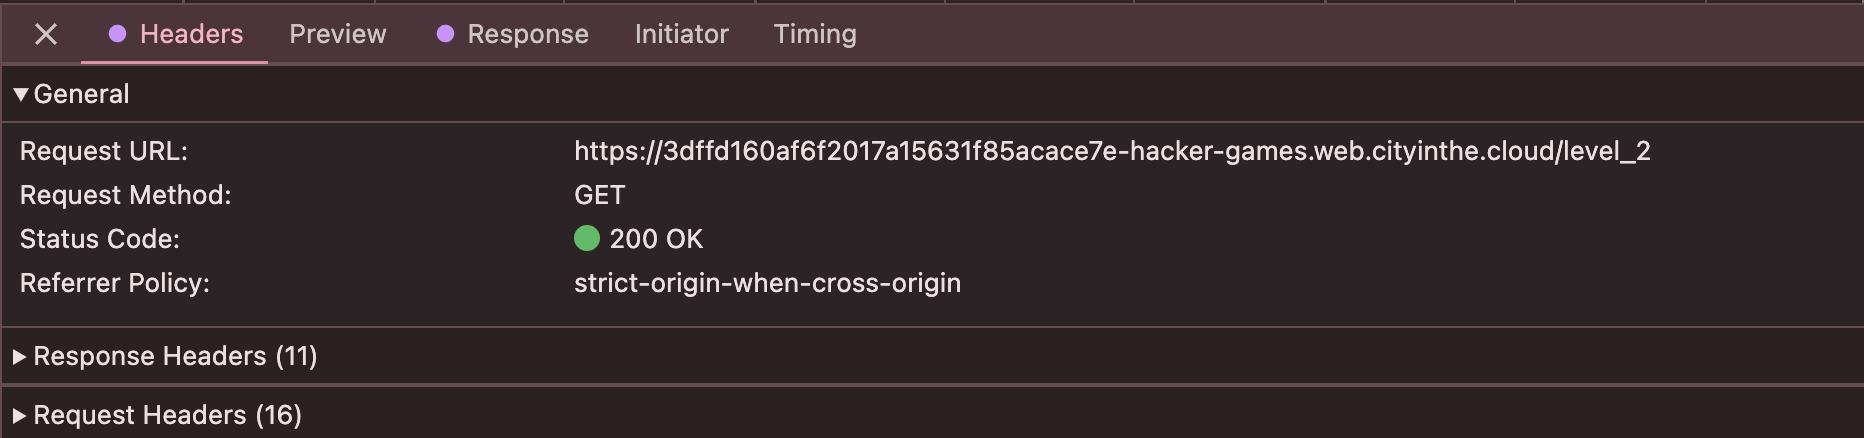 Headers Preview Response Initiator Timing
General
Request URL: https://3dffd160af6f2017a15631f85acace7e-hacker-games.web.cityinthe.cloud/level_2
Request Method: GET
Status Code: 200 OK
Referrer Policy: strict-origin-when-cross-origin
Response Headers (11)
Request Headers (16)